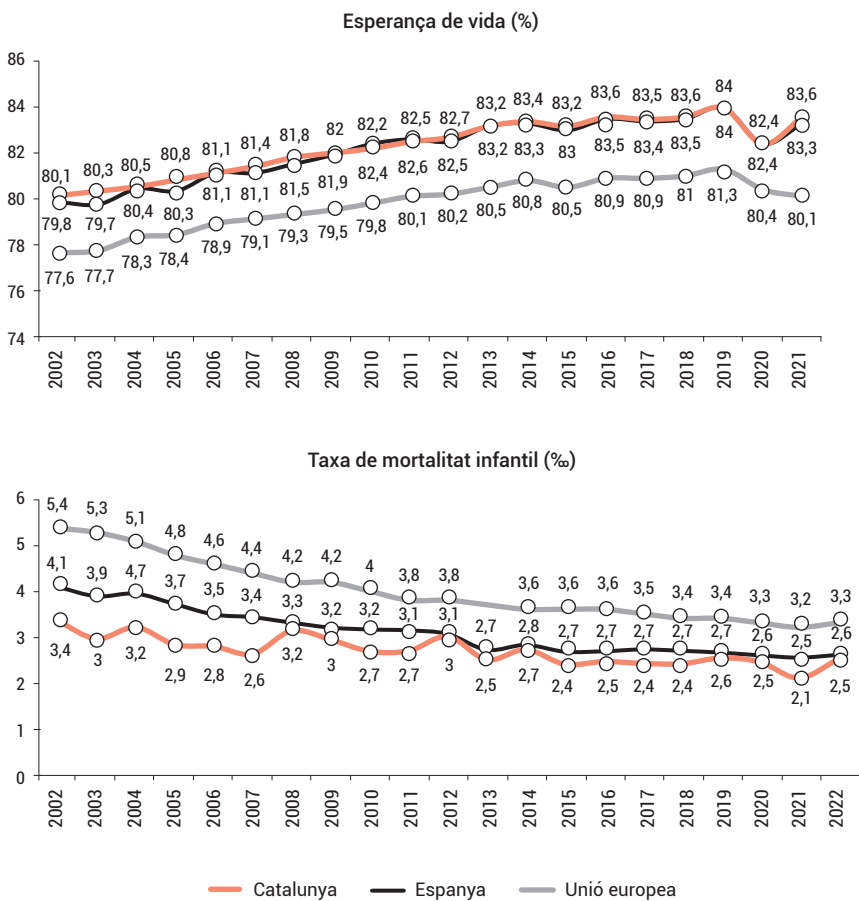 Esperança de vida (%)
86
84
82
80
78
76
74
80,1 80,3 80,5 80,8 81,1 81,4 81,8 82 82,2 82,5 82,7 83,2 83,4 83,2 83,6 83,5 83,6 84 82,4 83,6
79,8 79,7 80,4 80,3 81,1 81,1 81,5 81,9 82,4 82,6 82,5 83,2 83,3 83 83,5 83,4 83,5 84 82,4 83,3
77,6 77,7 78,3 78,4 78,9 79,1 79,3 79,5 79,8 80,1 80,2 80,5 80,8 80,5 80,9 80,9 81 81,3 80,4 80,1
2002 2003 2004 2005 2006 2007 2008 2009 2010 2011 2012 2013 2014 2015 2016 2017 2018 2019 2020 2021
Taxa de mortalitat infantil (‰)
6
5
4
3
2
1
0
5,4 5,3 5,1 4,8 4,6 4,4 4,2 4,2 4 3,8 3,8 3,6 3,6 3,6 3,5 3,4 3,4 3,3 3,2 3,3
4,1 3,9 4,7 3,7 3,5 3,4 3,3 3,2 3,2 3,1 3,1 2,7 2,8 2,7 2,7 2,7 2,7 2,7 2,6 2,5 2,6
3,4 3 3,2 2,9 2,8 2,6 3,2 3 2,7 2,7 3 2,5 2,7 2,4 2,5 2,4 2,4 2,6 2,5 2,1 2,5
2002 2003 2004 2005 2006 2007 2008 2009 2010 2011 2012 2013 2014 2015 2016 2017 2018 2019 2020 2021 2022
Catalunya Espanya Unió europea